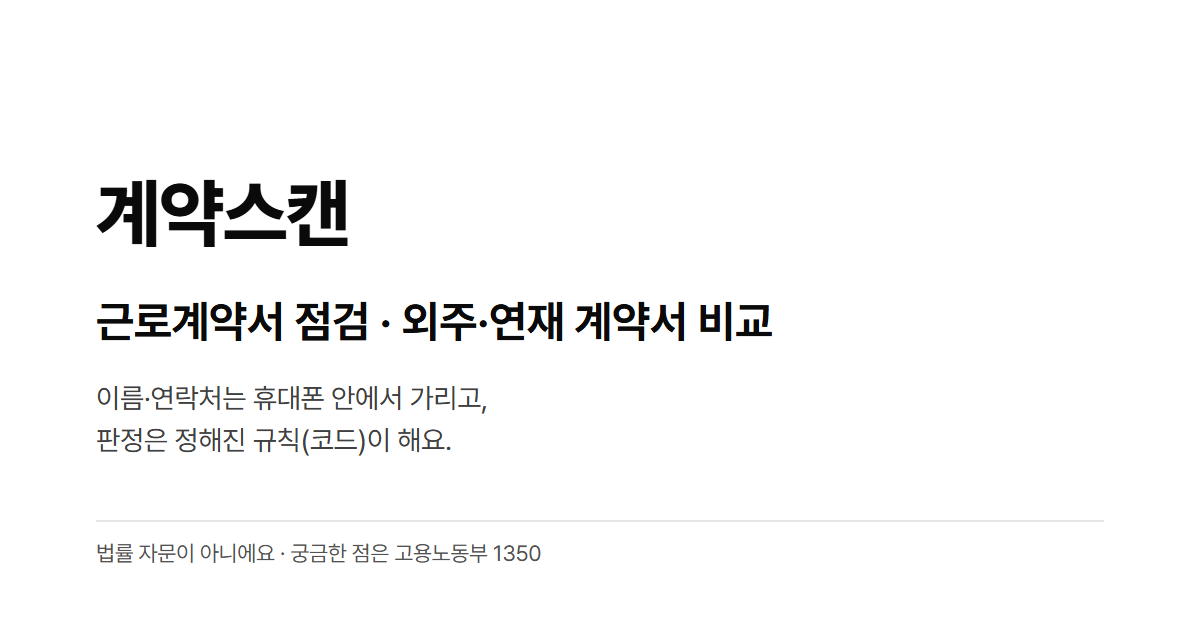 계약스캔
근로계약서 점검 · 외주·연재 계약서 비교
이름·연락처는 휴대폰 안에서 가리고,
판정은 정해진 규칙(코드)이 해요.
법률 자문이 아니에요 · 궁금한 점은 고용노동부 1350